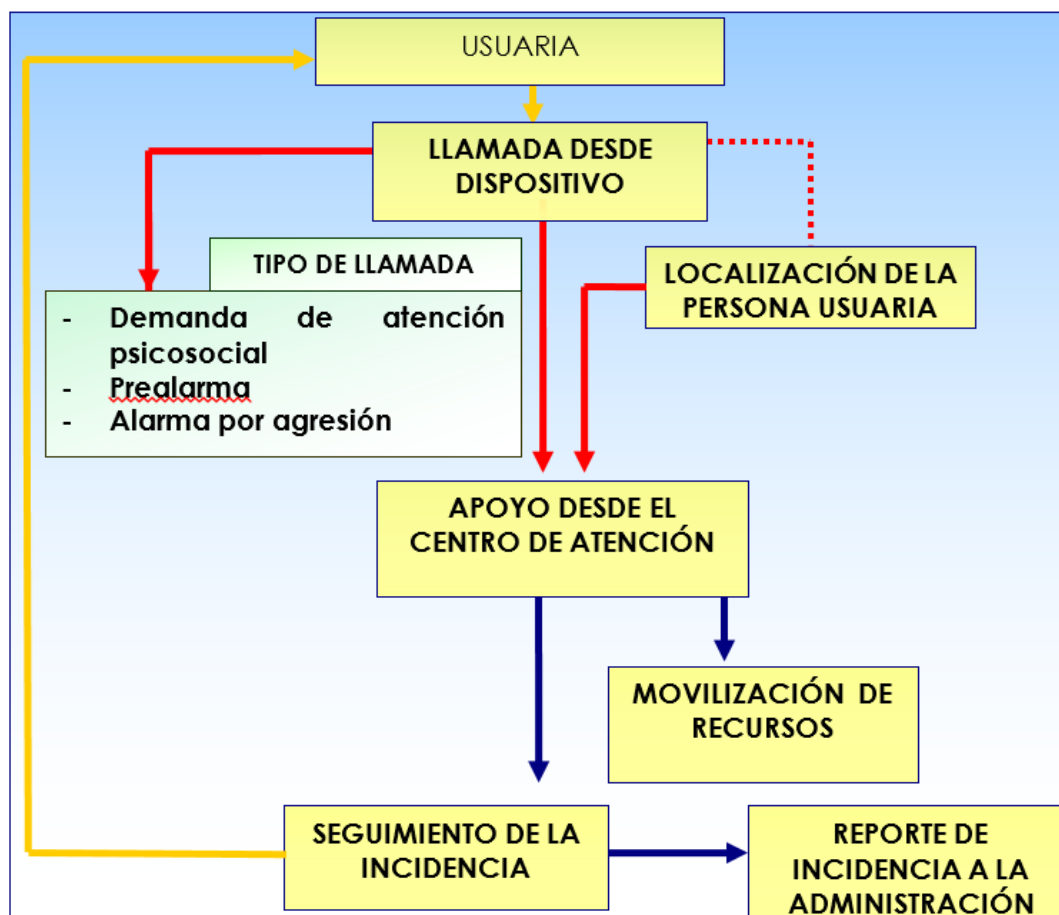 USUARIA
LLAMADA DESDE
DISPOSITIVO
TIPO DE LLAMADA
- Demanda de atención
psicosocial
- Prealarma
- Alarma por agresión
LOCALIZACIÓN DE LA
PERSONA USUARIA
APOYO DESDE EL
CENTRO DE ATENCIÓN
MOVILIZACIÓN DE
RECURSOS
SEGUIMIENTO DE LA
INCIDENCIA
REPORTE DE
INCIDENCIA A LA
ADMINISTRACIÓN